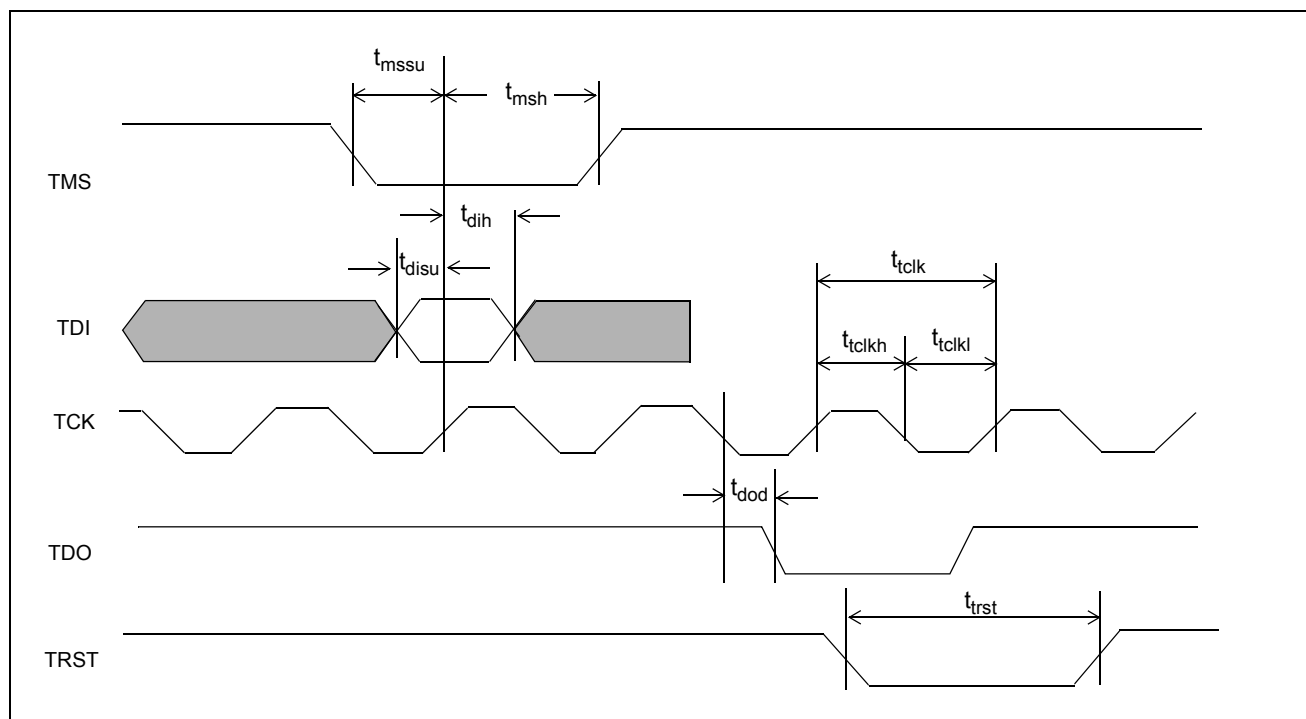 tmssu
tmsh
TMS
tdih
tdisu
ttclk
TDI
ttclkh
ttclkl
TCK
tdod
TDO
ttrst
TRST